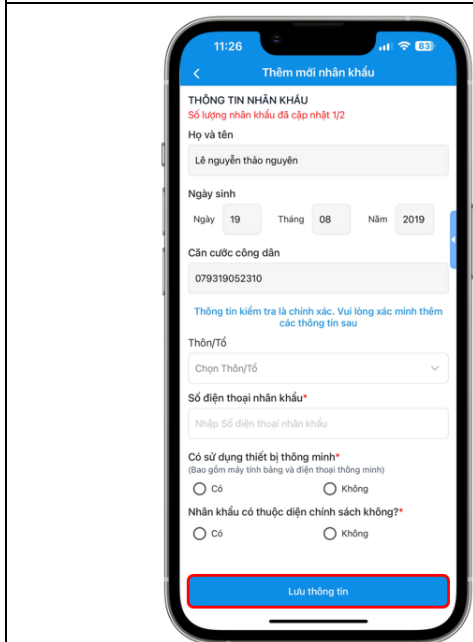 11:26
83
Thêm mới nhân khẩu
THÔNG TIN NHÂN KHẨU
Số lượng nhân khẩu đã cập nhật 1/2
Họ và tên
Lê nguyễn thảo nguyên
Ngày sinh
Ngày 19 Tháng 08 Năm 2019
Căn cước công dân
079319052310
Thông tin kiểm tra là chính xác. Vui lòng xác minh thêm
các thông tin sau
Thôn/Tổ
Chọn Thôn/Tổ
Số điện thoại nhân khẩu*
Nhập Số điện thoại nhân khẩu
Có sử dụng thiết bị thông minh*
(Bao gồm máy tính bảng và điện thoại thông minh)
Có Không
Nhân khẩu có thuộc diện chính sách không?*
Có Không
Lưu thông tin